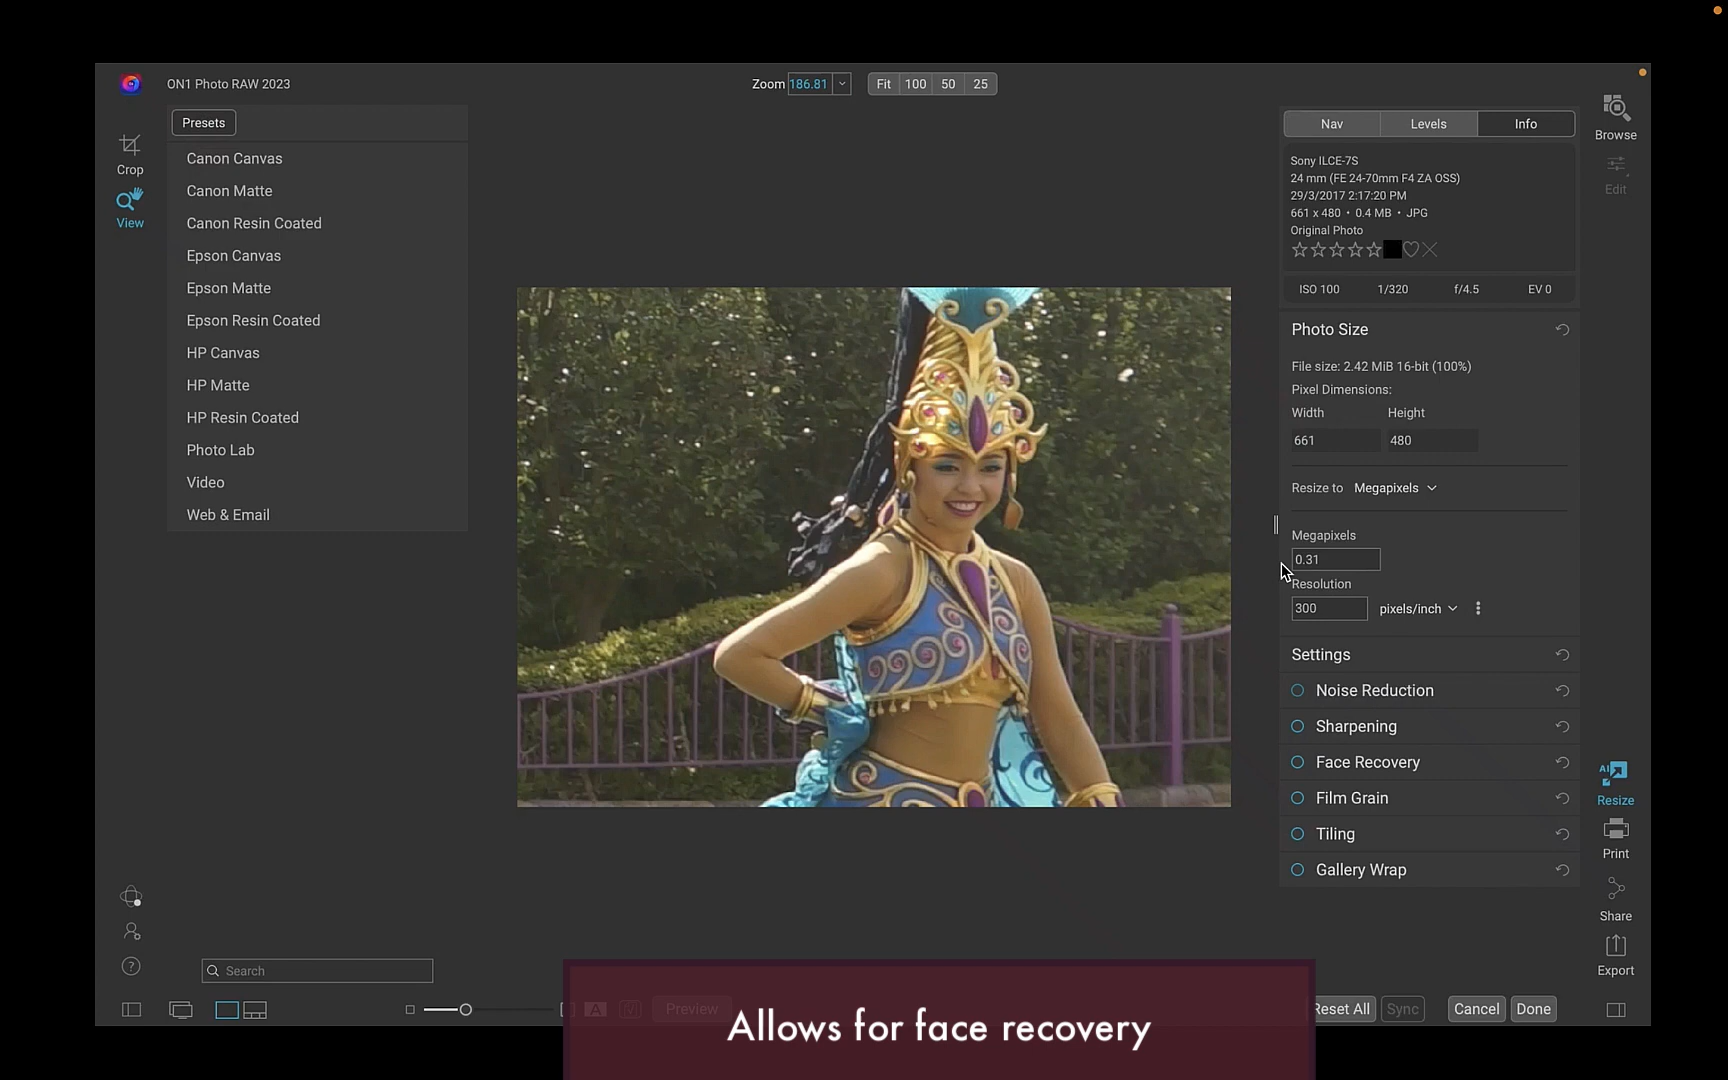 ON1 Photo RAW 2023
Zoom 186.81
Fit 100 50 25
Presets
Canon Canvas
Canon Matte
Canon Resin Coated
Epson Canvas
Epson Matte
Epson Resin Coated
HP Canvas
HP Matte
HP Resin Coated
Photo Lab
Video
Web & Email
Crop
View
Search
Nav Levels Info
Sony ILCE-7S
24 mm (FE 24-70mm F4 ZA OSS)
29/3/2017 2:17:20 PM
661 x 480 • 0.4 MB • JPG
Original Photo
ISO 100 1/320 f/4.5 EV 0
Photo Size
File size: 2.42 MiB 16-bit (100%)
Pixel Dimensions:
Width Height
661 480
Resize to Megapixels
Megapixels
0.31
Resolution
300 pixels/inch
Settings
Noise Reduction
Sharpening
Face Recovery
Film Grain
Tiling
Gallery Wrap
Browse
Edit
AI
Resize
Print
Share
Export
A Preview
Reset All Sync Cancel Done
Allows for face recovery